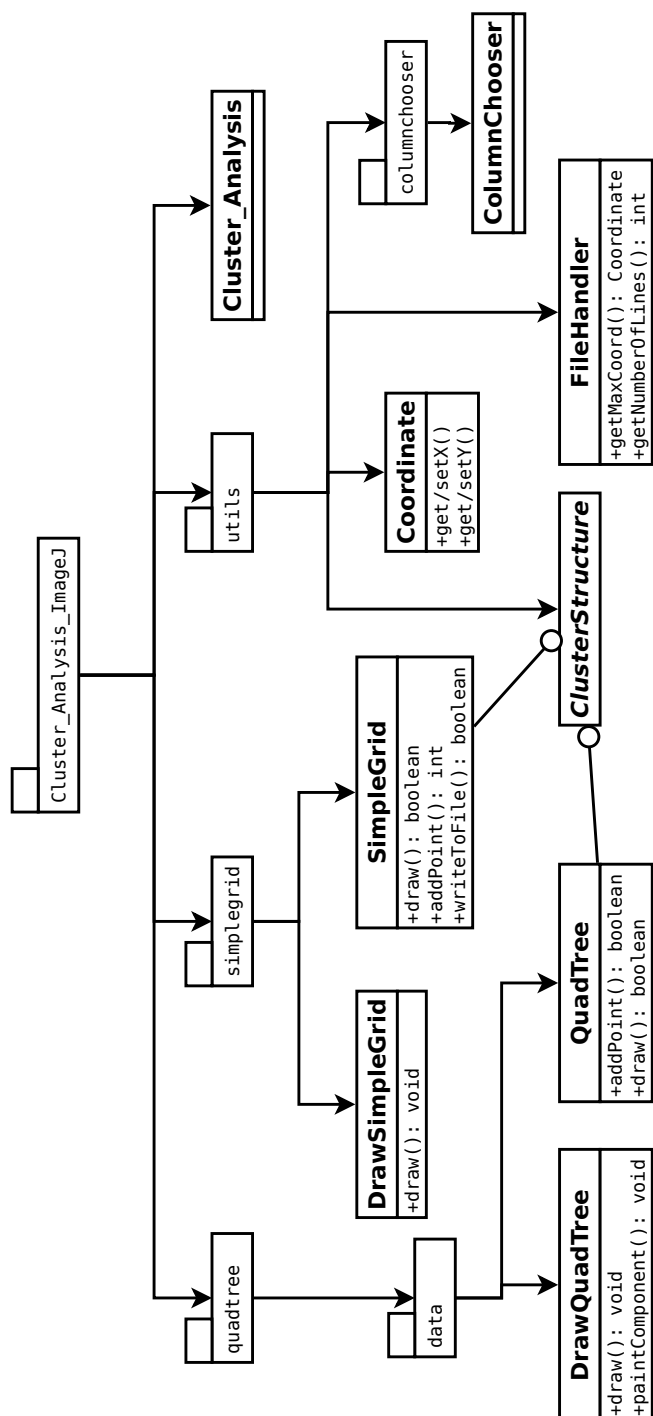 Cluster_Analysis_ImageJ
quadtree
simplegrid
utils
Cluster_Analysis
data
DrawSimpleGrid
+draw(): void
SimpleGrid
+draw(): boolean
+addPoint(): int
+writeToFile(): boolean
Coordinate
+get/setX()
+get/setY()
columnchooser
ColumnChooser
DrawQuadTree
+draw(): void
+paintComponent(): void
QuadTree
+addPoint(): boolean
+draw(): boolean
ClusterStructure
FileHandler
+getMaxCoord(): Coordinate
+getNumberOfLines(): int